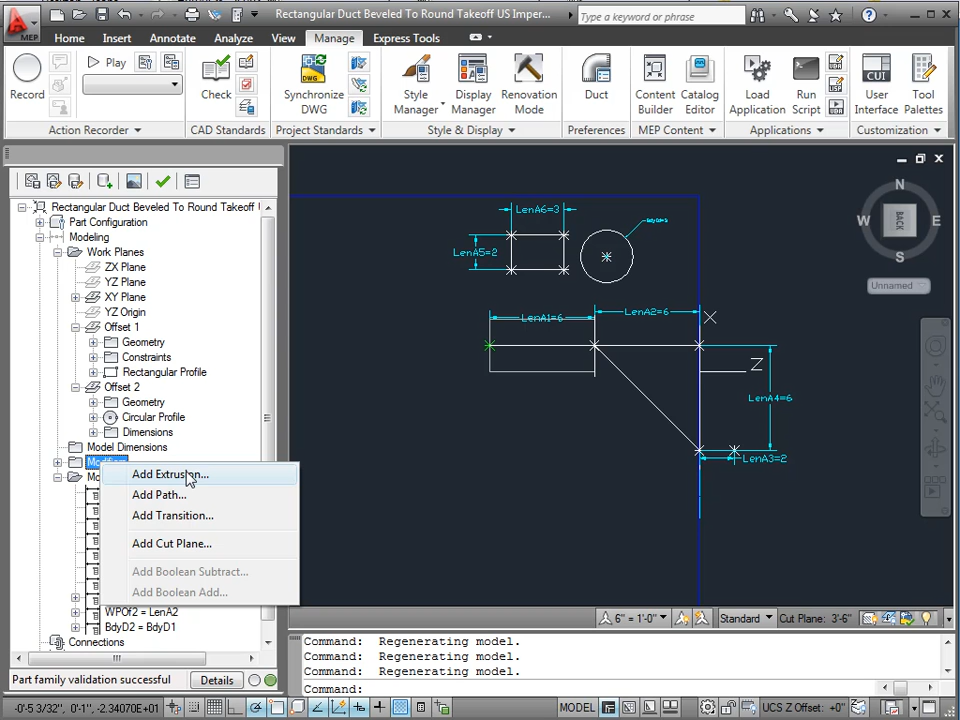 Rectangular Duct Beveled To Round Takeoff US Imper...
Type a keyword or phrase
MEP
Home Insert Annotate Analyze View Manage Express Tools
Record
Play
Check
Synchronize DWG
Style Manager
Display Manager
Renovation Mode
Duct
Content Builder
Catalog Editor
Load Application
Run Script
CUI
User Interface
Tool Palettes
Action Recorder
CAD Standards
Project Standards
Style & Display
Preferences
MEP Content
Applications
Customization
Rectangular Duct Beveled To Round Takeoff U
Part Configuration
Modeling
Work Planes
ZX Plane
YZ Plane
XY Plane
YZ Origin
Offset 1
Geometry
Constraints
Rectangular Profile
Offset 2
Geometry
Circular Profile
Dimensions
Model Dimensions
Add Extrusion...
Add Path...
Add Transition...
Add Cut Plane...
Add Boolean Subtract...
Add Boolean Add...
WPOf2 = LenA2
BdyD2 = BdyD1
Connections
Part family validation successful
Details
LenA6=3
LenA5=2
LenA1=6
LenA2=6
X
Z
LenA4=6
LenA3=2
N
W
BACK
E
S
Unnamed
6" = 1'-0"
Standard
Cut Plane: 3'-6"
Command: Regenerating model.
Command: Regenerating model.
Command: Regenerating model.
Command:
-0'-5 3/32", 0'-1", -2.34070E+01
MODEL
UCS Z Offset: +0"